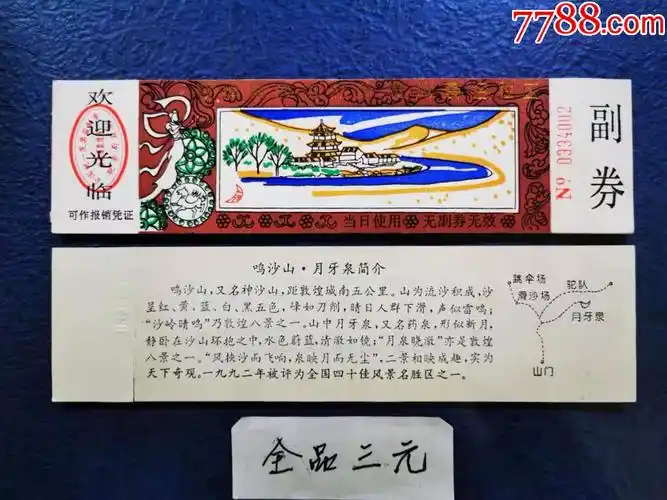 7788.com
欢迎光临
可作报销凭证
当日使用 无副券无效
副券
No 0334002
鸣沙山·月牙泉简介
鸣沙山，又名神沙山，距敦煌城南五公里。山为流沙积成，沙
呈红、黄、蓝、白、黑五色，峰如刃削，晴日人群下滑，声似雷鸣；
“沙岭晴鸣”乃敦煌八景之一。山中月牙泉，又名药泉，形似新月，
静卧在沙山环抱之中，水色蔚蓝，清澈如镜；“月泉晓澈”亦是敦煌
八景之一。“风挟沙而飞响，泉映月而无尘”，二景相映成趣，实为
天下奇观。一九九二年被评为全国四十佳风景名胜区之一。
跳伞场
滑沙场
驼队
月牙泉
山门
全品三元